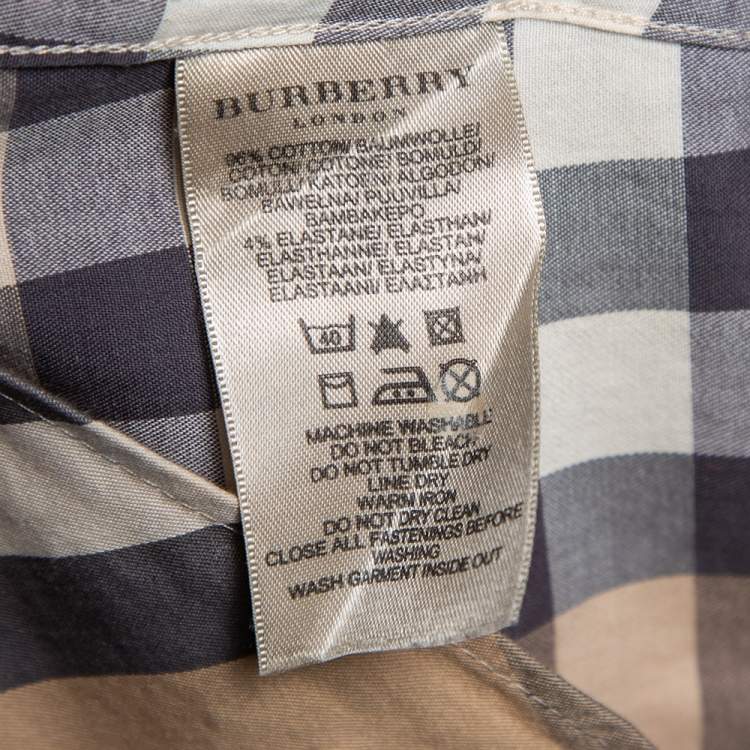 BURBERRY
LONDON
96% COTTON/ BAUMWOLLE/
COTON/ COTONE/ BOMULD/
BOMULL/ KATOEN/ ALGODON/
BAWELNA/ PUUVILLA/
BAMBAKEPO
4% ELASTANE/ ELASTHAN/
ELASTHANNE/ ELASTAN/
ELASTAANI/ ELASTYNA/
ELASTAANI/ ΕΛΑΣΤΑΝΗ
40
MACHINE WASHABLE
DO NOT BLEACH
DO NOT TUMBLE DRY
LINE DRY
WARM IRON
DO NOT DRY CLEAN
CLOSE ALL FASTENINGS BEFORE
WASHING
WASH GARMENT INSIDE OUT